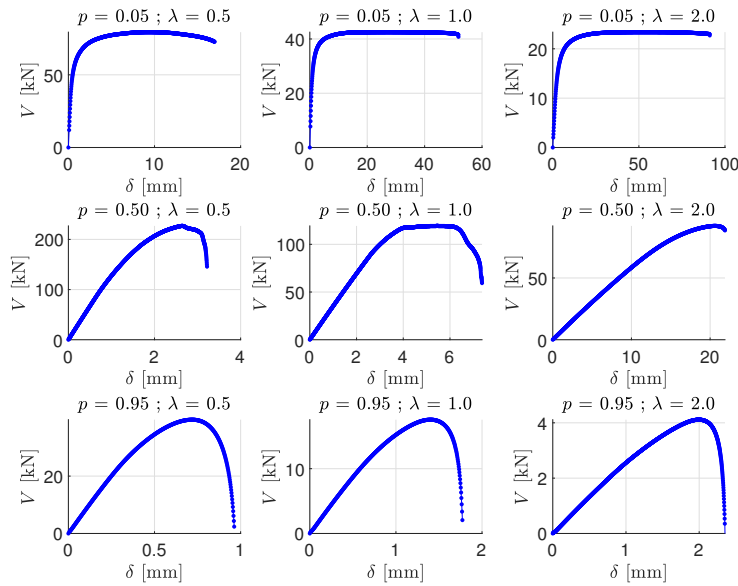 p = 0.05 ; λ = 0.5
V [kN]
50
0
0 10 20
δ [mm]
p = 0.05 ; λ = 1.0
V [kN]
40
20
0
0 20 40 60
δ [mm]
p = 0.05 ; λ = 2.0
V [kN]
20
10
0
0 50 100
δ [mm]
p = 0.50 ; λ = 0.5
V [kN]
200
100
0
0 2 4
δ [mm]
p = 0.50 ; λ = 1.0
V [kN]
100
50
0
0 2 4 6
δ [mm]
p = 0.50 ; λ = 2.0
V [kN]
50
0
0 10 20
δ [mm]
p = 0.95 ; λ = 0.5
V [kN]
20
0
0 0.5 1
δ [mm]
p = 0.95 ; λ = 1.0
V [kN]
10
0
0 1 2
δ [mm]
p = 0.95 ; λ = 2.0
V [kN]
4
2
0
0 1 2
δ [mm]